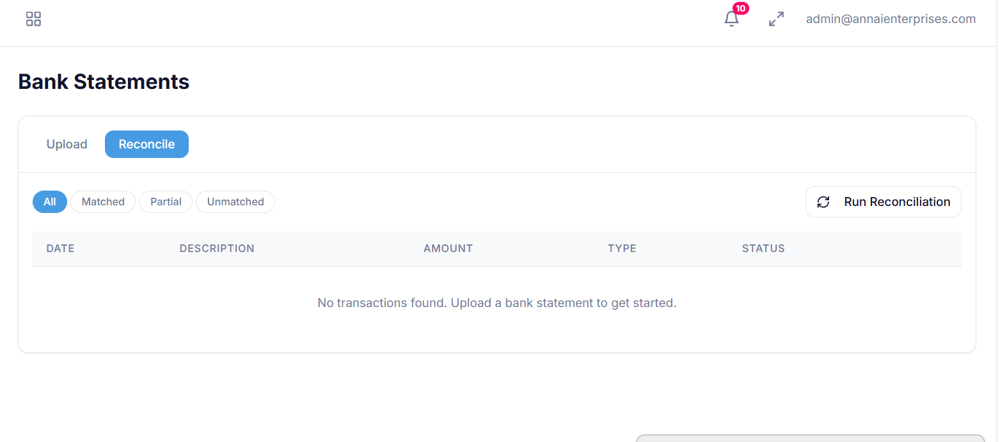 10
admin@annaienterprises.com
Bank Statements
Upload Reconcile
All Matched Partial Unmatched Run Reconciliation
DATE DESCRIPTION AMOUNT TYPE STATUS
No transactions found. Upload a bank statement to get started.